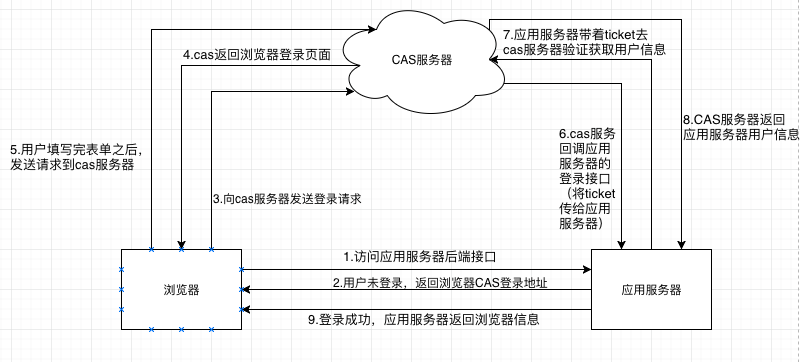 7.应用服务器带着ticket去
cas服务器验证获取用户信息
4.cas返回浏览器登录页面
CAS服务器
8.CAS服务器返回
应用服务器用户信息
6.cas服务
回调应用
服务器的
登录接口
（将ticket
传给应用
服务器）
5.用户填写完表单之后，
发送请求到cas服务器
3.向cas服务器发送登录请求
1.访问应用服务器后端接口
浏览器
2.用户未登录，返回浏览器CAS登录地址
应用服务器
9.登录成功，应用服务器返回浏览器信息